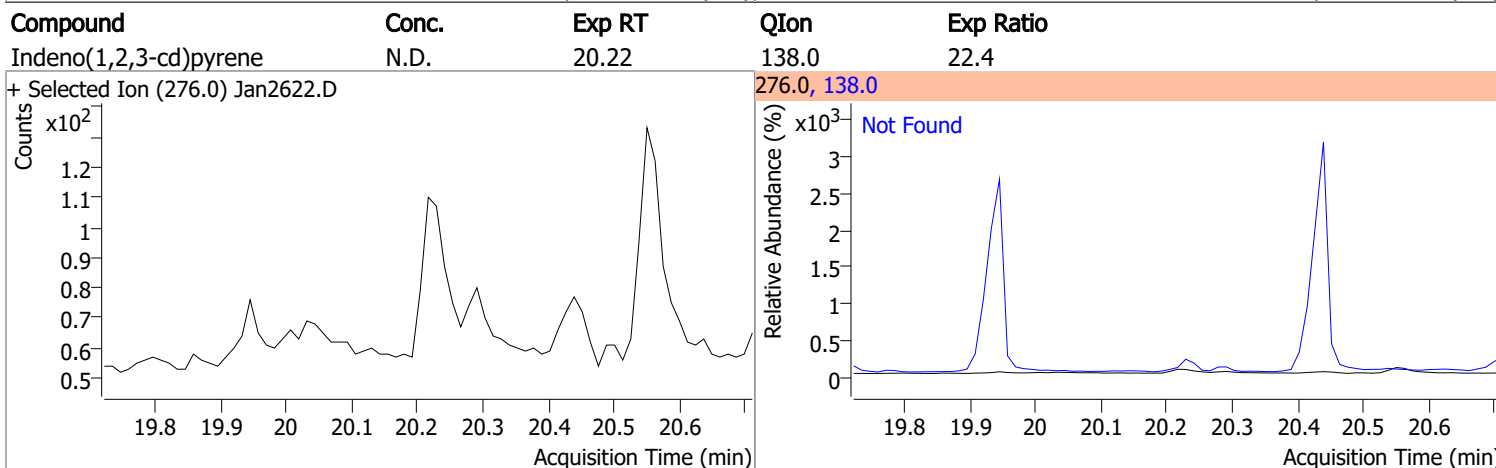 Compound Conc. Exp RT QIon Exp Ratio
Indeno(1,2,3-cd)pyrene N.D. 20.22 138.0 22.4
+ Selected Ion (276.0) Jan2622.D
Counts
x10²
1.2
1.1
1
0.9
0.8
0.7
0.6
0.5
19.8 19.9 20 20.1 20.2 20.3 20.4 20.5 20.6
Acquisition Time (min)
276.0, 138.0
Relative Abundance (%)
x10³
Not Found
3
2.5
2
1.5
1
0.5
0
19.8 19.9 20 20.1 20.2 20.3 20.4 20.5 20.6
Acquisition Time (min)